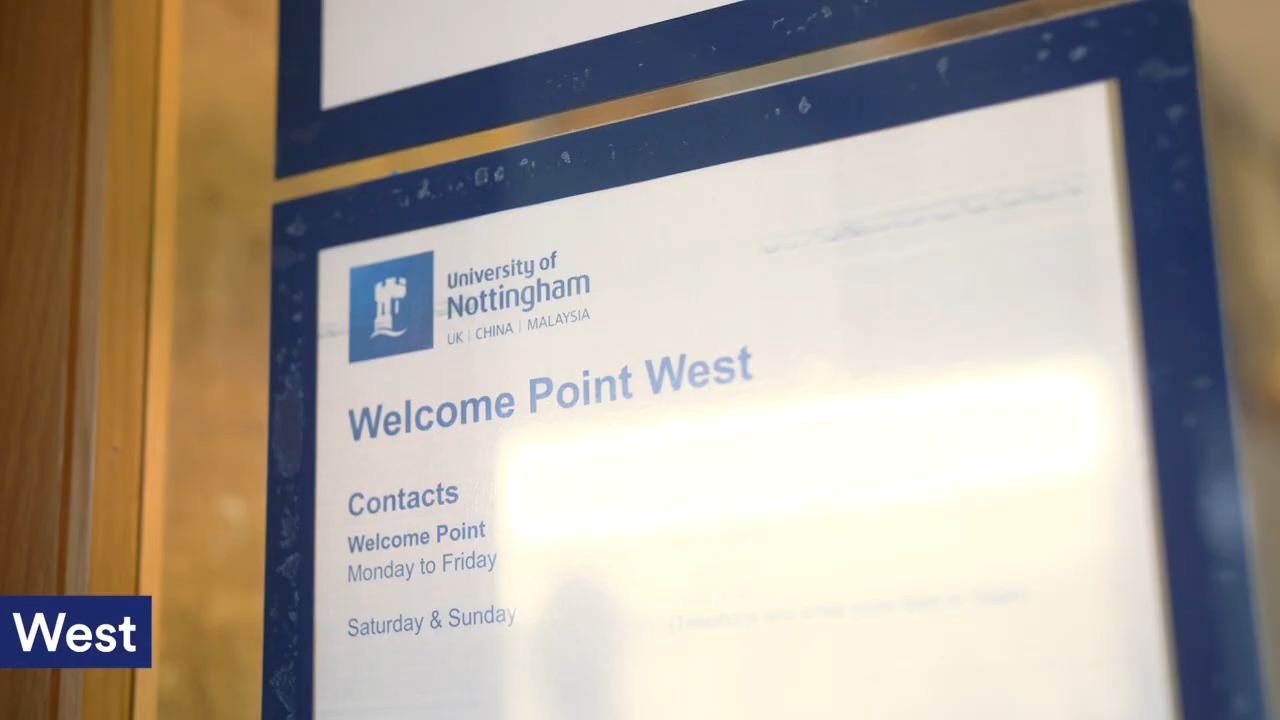 University of
Nottingham
UK | CHINA | MALAYSIA
Welcome Point West
Contacts
Welcome Point
Monday to Friday
Saturday & Sunday
West